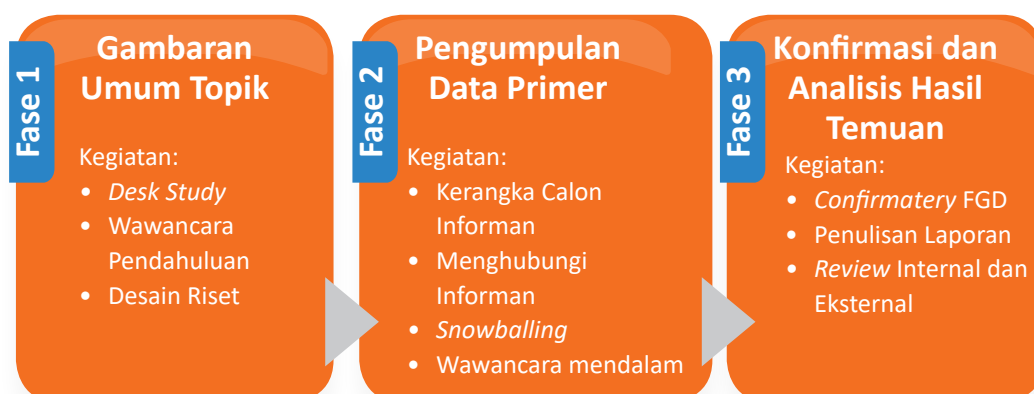 Fase 1
Gambaran
Umum Topik
Kegiatan:
• Desk Study
• Wawancara
Pendahuluan
• Desain Riset
Fase 2
Pengumpulan
Data Primer
Kegiatan:
• Kerangka Calon
Informan
• Menghubungi
Informan
• Snowballing
• Wawancara mendalam
Fase 3
Konfirmasi dan
Analisis Hasil
Temuan
Kegiatan:
• Confirmatery FGD
• Penulisan Laporan
• Review Internal dan
Eksternal